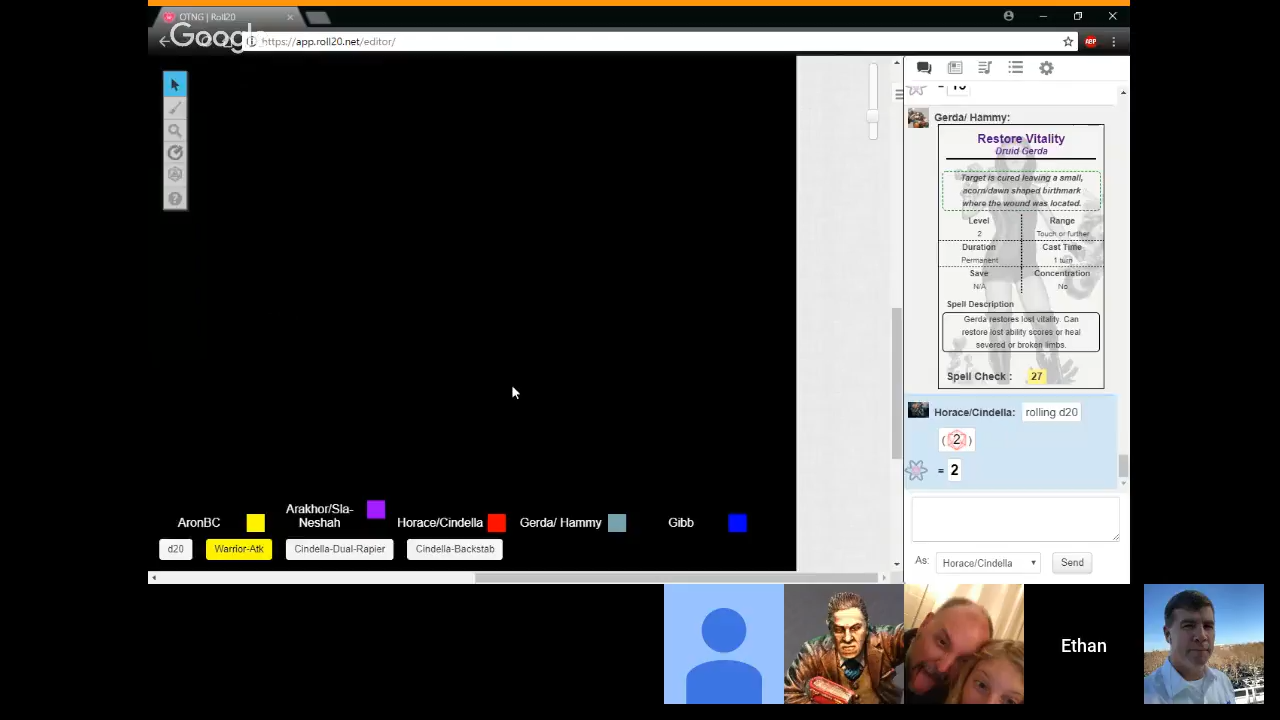 OTNG | Roll20
Google
https://app.roll20.net/editor/
ABP
= 19
Gerda/ Hammy:
Restore Vitality
Druid Gerda
Target is cured leaving a small,
acorn/dawn shaped birthmark
where the wound was located.
Level
Range
2
Touch or further
Duration
Cast Time
Permanent
1 turn
Save
Concentration
N/A
No
Spell Description
Gerda restores lost vitality. Can
restore lost ability scores or heal
severed or broken limbs.
Spell Check : 27
Horace/Cindella: rolling d20
(2)
= 2
AronBC
Arakhor/Sla-
Neshah
Horace/Cindella
Gerda/ Hammy
Gibb
d20
Warrior-Atk
Cindella-Dual-Rapier
Cindella-Backstab
As:
Horace/Cindella
Send
Ethan